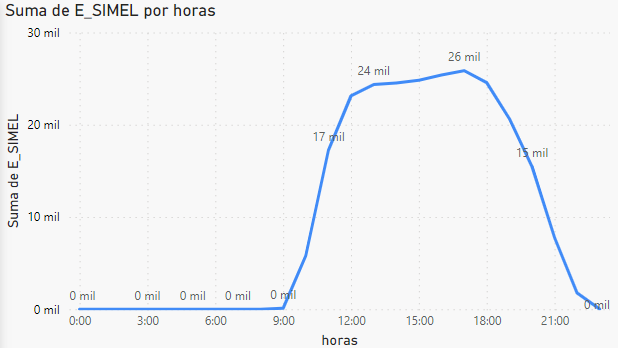 Suma de E_SIMEL por horas
30 mil
26 mil
24 mil
20 mil
17 mil
15 mil
10 mil
0 mil 0 mil 0 mil 0 mil 0 mil 0 mil
0 mil
0:00 3:00 6:00 9:00 12:00 15:00 18:00 21:00
horas
Suma de E_SIMEL